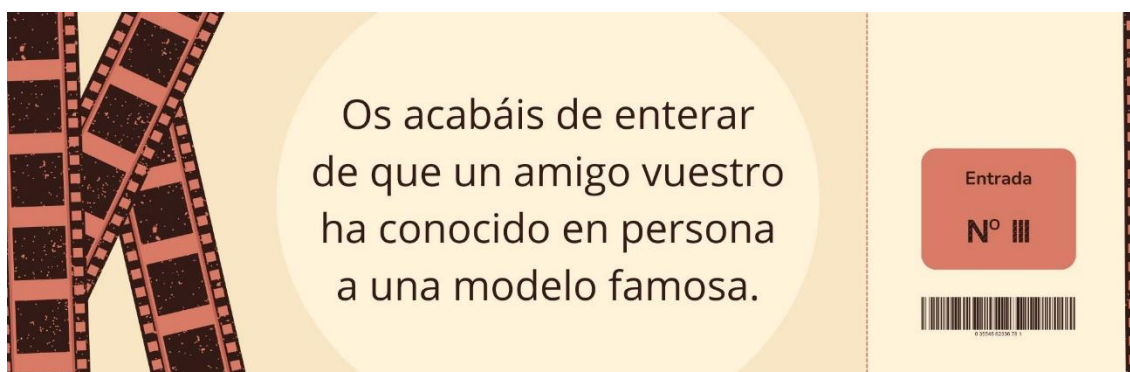 Os acabáis de enterar
de que un amigo vuestro
ha conocido en persona
a una modelo famosa.
Entrada
Nº III